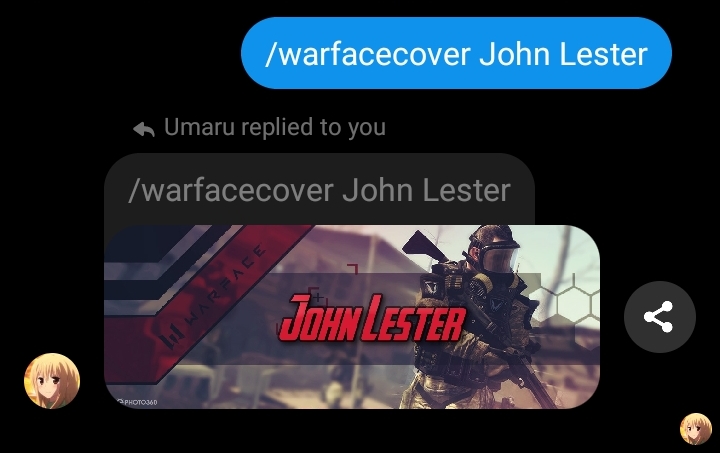 /warfacecover John Lester
Umaru replied to you
/warfacecover John Lester
WARFACE
JOHN LESTER
PHOTO360